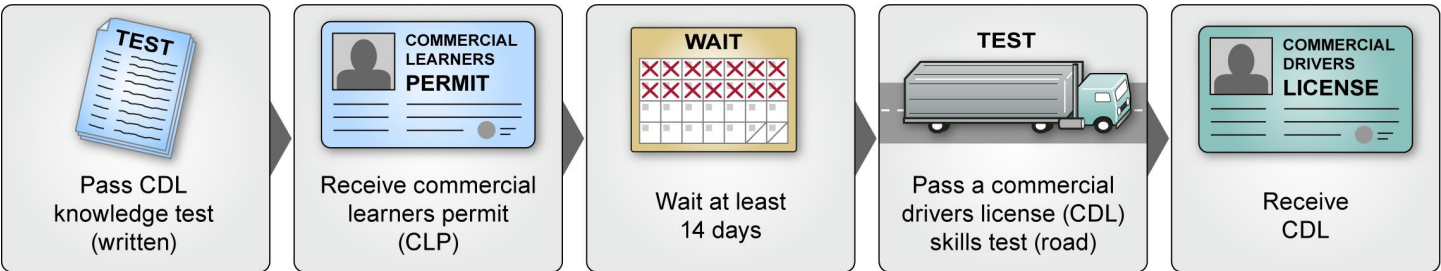 TEST
Pass CDL
knowledge test
(written)
COMMERCIAL
LEARNERS
PERMIT
Receive commercial
learners permit
(CLP)
WAIT
Wait at least
14 days
TEST
Pass a commercial
drivers license (CDL)
skills test (road)
COMMERCIAL
DRIVERS
LICENSE
Receive
CDL